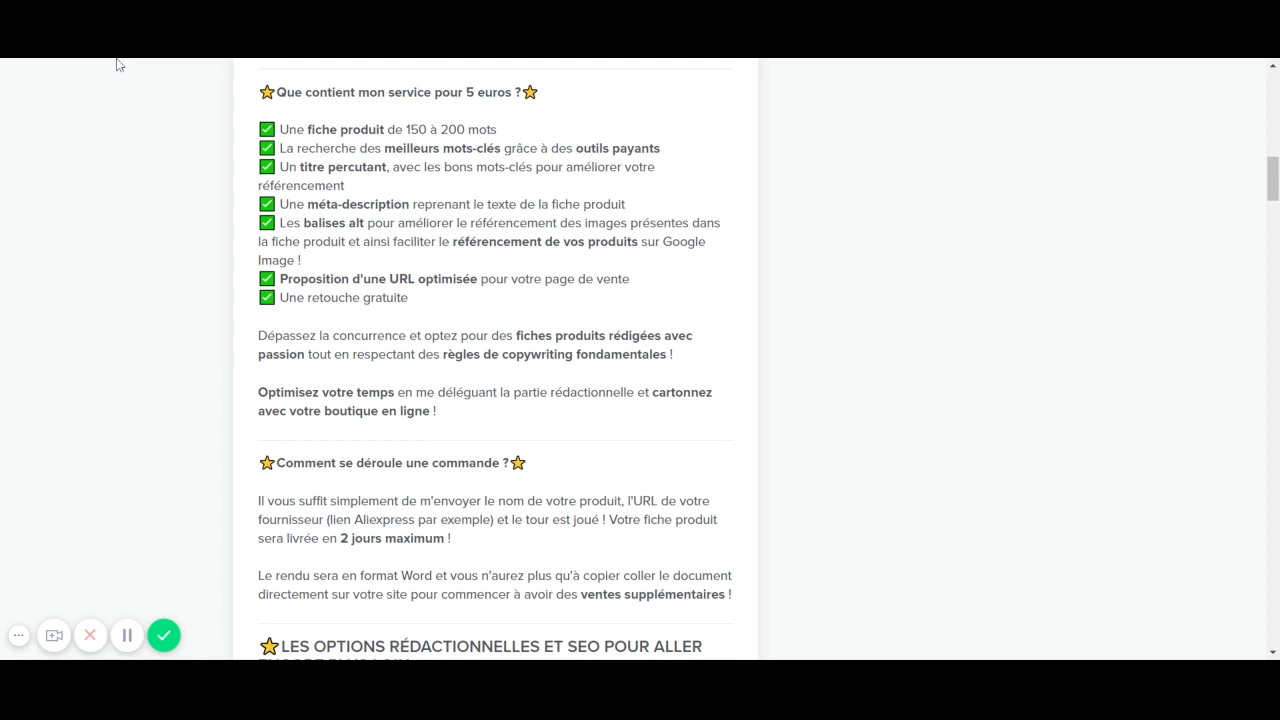 ⭐Que contient mon service pour 5 euros ?⭐
✅ Une fiche produit de 150 à 200 mots
✅ La recherche des meilleurs mots-clés grâce à des outils payants
✅ Un titre percutant, avec les bons mots-clés pour améliorer votre
référencement
✅ Une méta-description reprenant le texte de la fiche produit
✅ Les balises alt pour améliorer le référencement des images présentes dans
la fiche produit et ainsi faciliter le référencement de vos produits sur Google
Image !
✅ Proposition d'une URL optimisée pour votre page de vente
✅ Une retouche gratuite
Dépassez la concurrence et optez pour des fiches produits rédigées avec
passion tout en respectant des règles de copywriting fondamentales !
Optimisez votre temps en me déléguant la partie rédactionnelle et cartonnez
avec votre boutique en ligne !
⭐Comment se déroule une commande ?⭐
Il vous suffit simplement de m'envoyer le nom de votre produit, l'URL de votre
fournisseur (lien Aliexpress par exemple) et le tour est joué ! Votre fiche produit
sera livrée en 2 jours maximum !
Le rendu sera en format Word et vous n'aurez plus qu'à copier coller le document
directement sur votre site pour commencer à avoir des ventes supplémentaires !
⭐LES OPTIONS RÉDACTIONNELLES ET SEO POUR ALLER